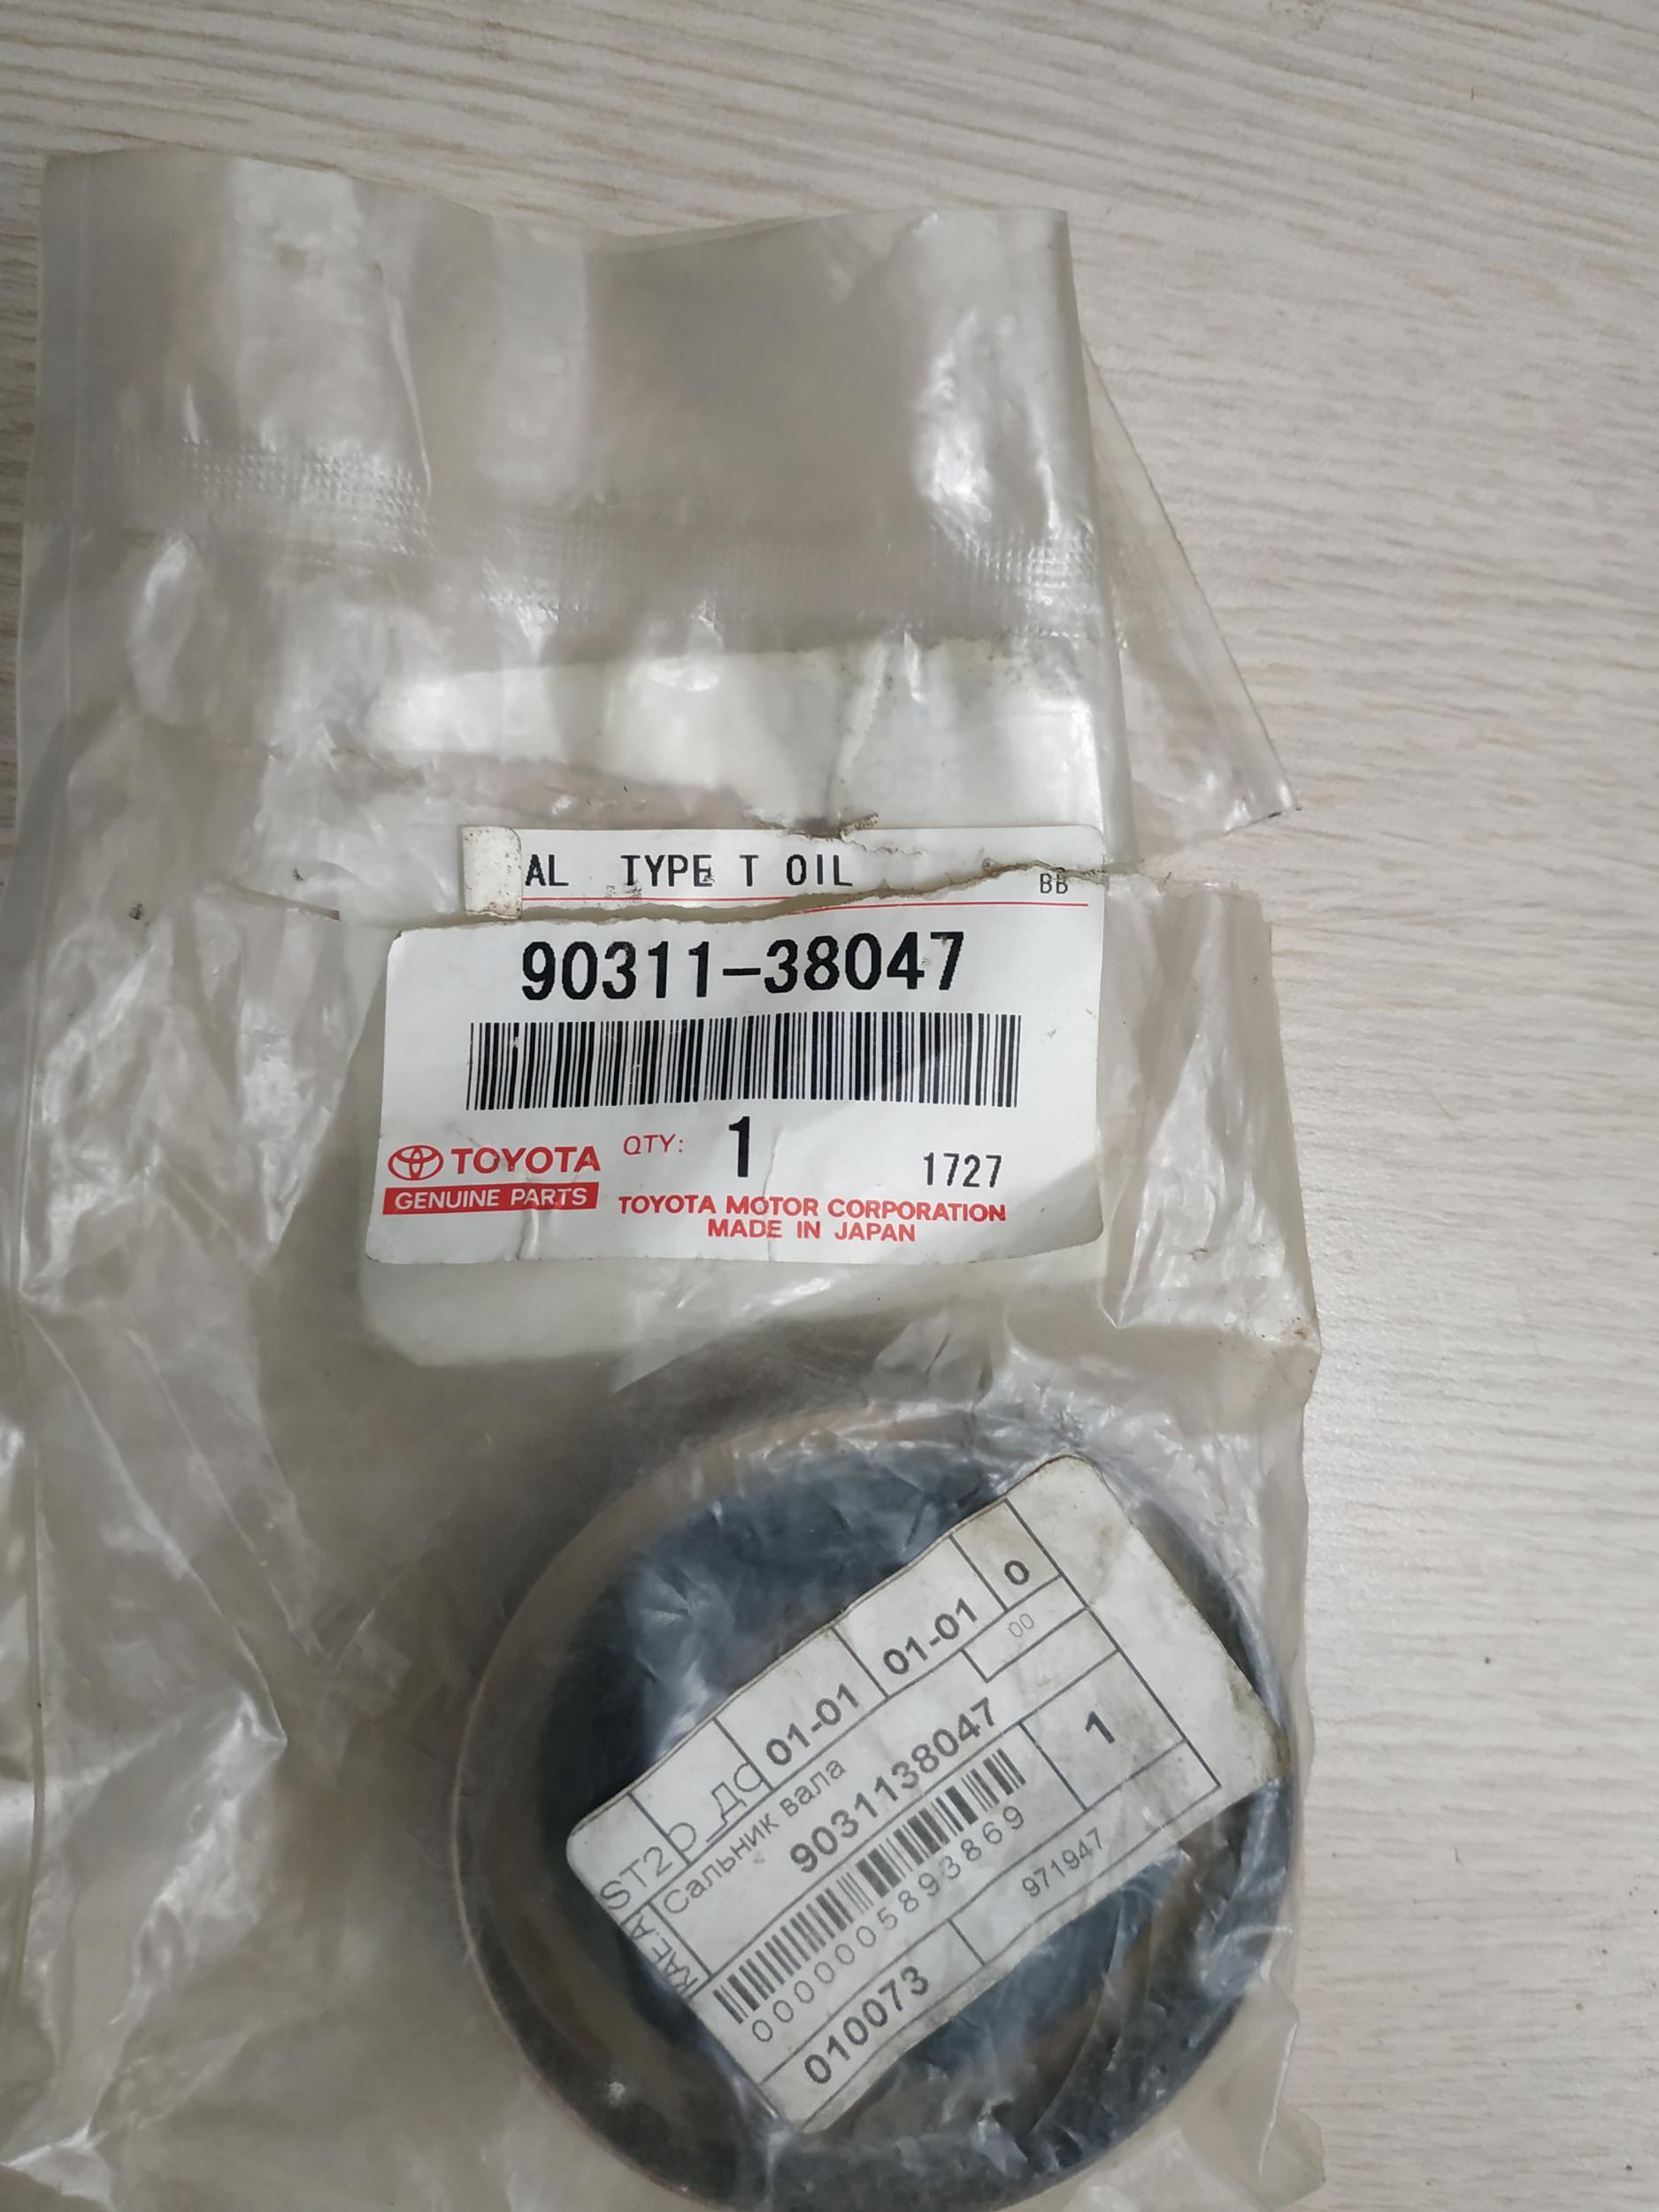 AL TYPE T OIL
BB
90311-38047
TOYOTA
GENUINE PARTS
QTY: 1
1727
TOYOTA MOTOR CORPORATION
MADE IN JAPAN
ST2
01-01
01-01
0
00
Сальник вала
9031138047
1
0000005893869
010073
971947